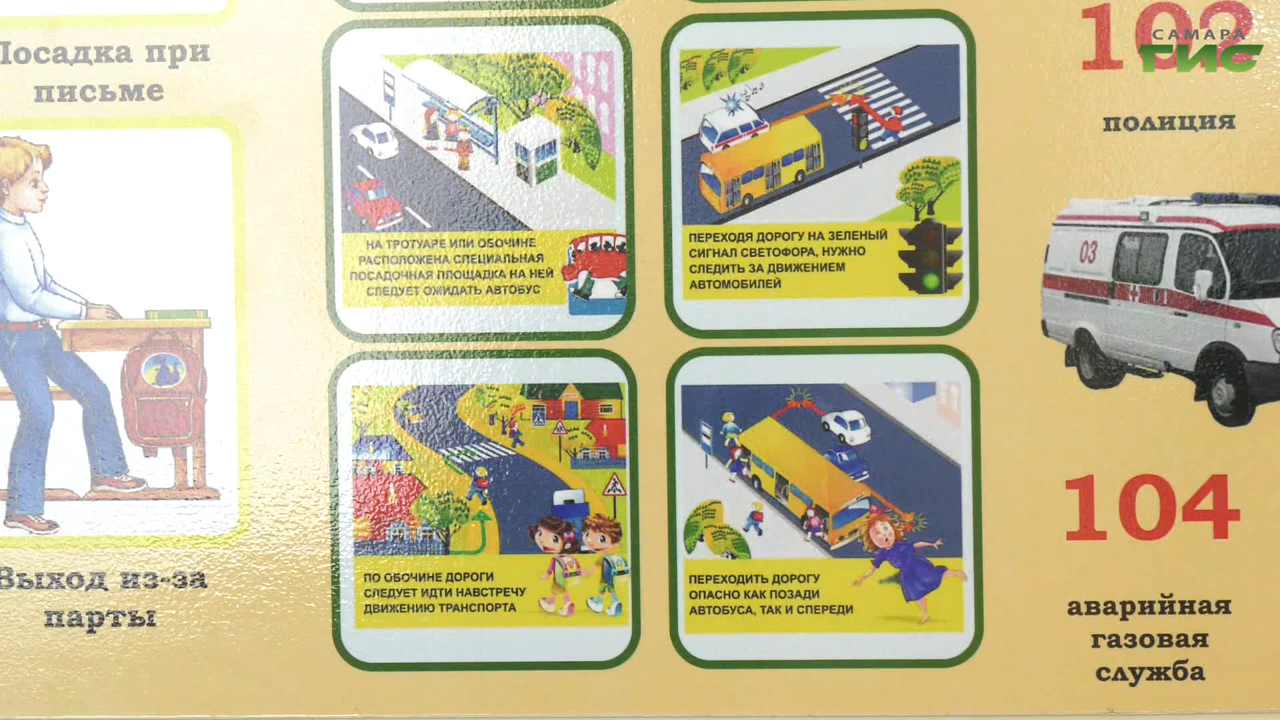 Посадка при
письме
Выход из-за
парты
НА ТРОТУАРЕ ИЛИ ОБОЧИНЕ
РАСПОЛОЖЕНА СПЕЦИАЛЬНАЯ
ПОСАДОЧНАЯ ПЛОЩАДКА НА НЕЙ
СЛЕДУЕТ ОЖИДАТЬ АВТОБУС
ПЕРЕХОДЯ ДОРОГУ НА ЗЕЛЕНЫЙ
СИГНАЛ СВЕТОФОРА, НУЖНО
СЛЕДИТЬ ЗА ДВИЖЕНИЕМ
АВТОМОБИЛЕЙ
ПО ОБОЧИНЕ ДОРОГИ
СЛЕДУЕТ ИДТИ НАВСТРЕЧУ
ДВИЖЕНИЮ ТРАНСПОРТА
ПЕРЕХОДИТЬ ДОРОГУ
ОПАСНО КАК ПОЗАДИ
АВТОБУСА, ТАК И СПЕРЕДИ
102
САМАРА
ГИС
полиция
03
104
аварийная
газовая
служба